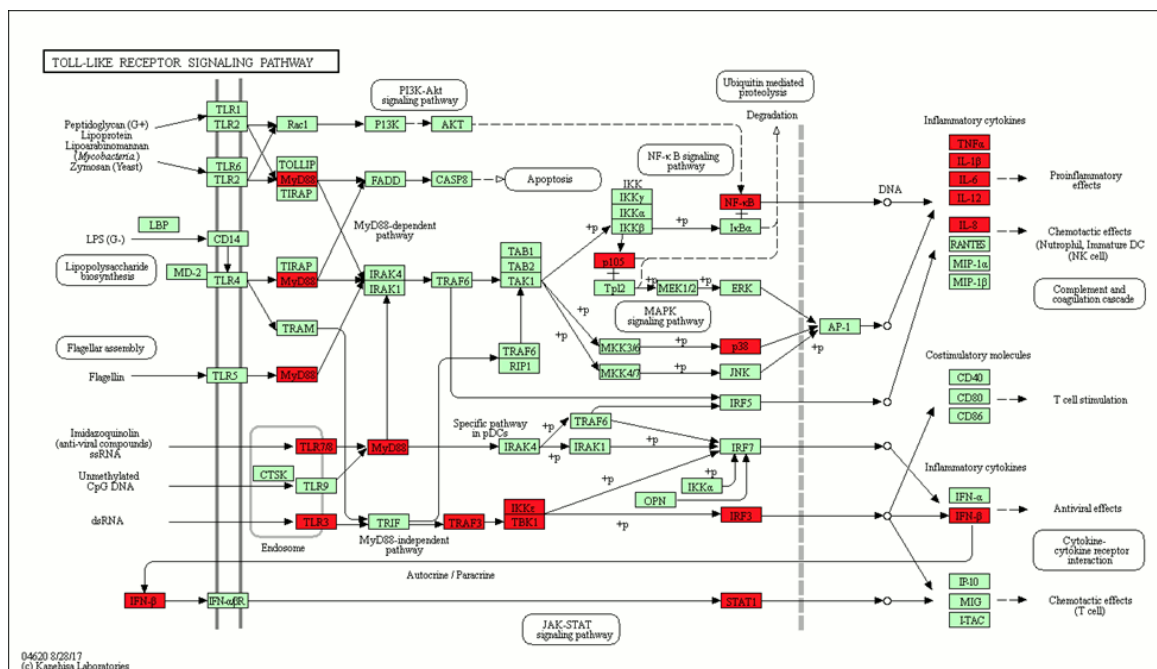 TOLL-LIKE RECEPTOR SIGNALING PATHWAY
PI3K-Akt
signaling pathway
Ubiquitin mediated
proteolysis
Degradation
TLR1
TLR2
Rac1
PI3K
AKT
Peptidoglycan (G+)
Lipoprotein
Lipoarabinomannan
(Mycobacteria)
Zymosan (Yeast)
TLR6
TLR2
TOLLIP
MyD88
TIRAP
FADD
CASP8
Apoptosis
NF-κB signaling
pathway
IKK
IKKγ
IKKα
IKKβ
+p
+p
NF-κB
IκBα
DNA
Inflammatory cytokines
TNFα
IL-1β
IL-6
IL-12
Proinflammatory
effects
IL-8
RANTES
MIP-1α
MIP-1β
Chemotactic effects
(Nutrophil, Immature DC
(NK cell)
Complement and
coagulation cascade
LBP
LPS (G-)
CD14
MyD88-dependent
pathway
Lipopolysaccharide
biosynthesis
MD-2
TLR4
TIRAP
MyD88
IRAK4
IRAK1
TRAF6
TAB1
TAB2
TAK1
p105
Tpl2
+p
MEK1/2
+p
ERK
MAPK
signaling pathway
TRAM
+p
+p
AP-1
+p
MKK3/6
+p
p38
MKK4/7
+p
JNK
Flagellar assembly
Flagellin
TLR5
MyD88
TRAF6
RIP1
Costimulatory molecules
CD40
CD80
CD86
T cell stimulation
IRF5
Imidazoquinolin
(anti-viral compounds)
ssRNA
TLR7/8
MyD88
Specific pathway
in pDCs
TRAF6
+p
IRAK4
+p
IRAK1
+p
IRF7
Unmethylated
CpG DNA
CTSK
TLR9
+p
+p
IKKα
OPN
Inflammatory cytokines
IFN-α
IFN-β
Antiviral effects
dsRNA
TLR3
TRIF
TRAF3
IKKε
TBK1
+p
IRF3
Endosome
MyD88-independent
pathway
Cytokine-
cytokine receptor
interaction
Autocrine / Paracrine
IFN-β
IFN-αβR
STAT1
IP-10
MIG
I-TAC
Chemotactic effects
(T cell)
JAK-STAT
signaling pathway
04620 8/28/17
(c) Kanehisa Laboratories